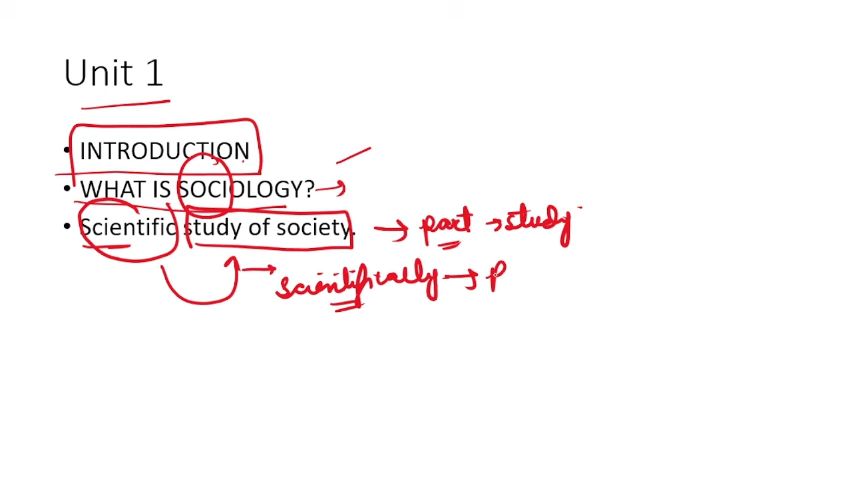 Unit 1
• INTRODUCTION
• WHAT IS SOCIOLOGY? →
• Scientific study of society. → part → study
→ scientifically → P